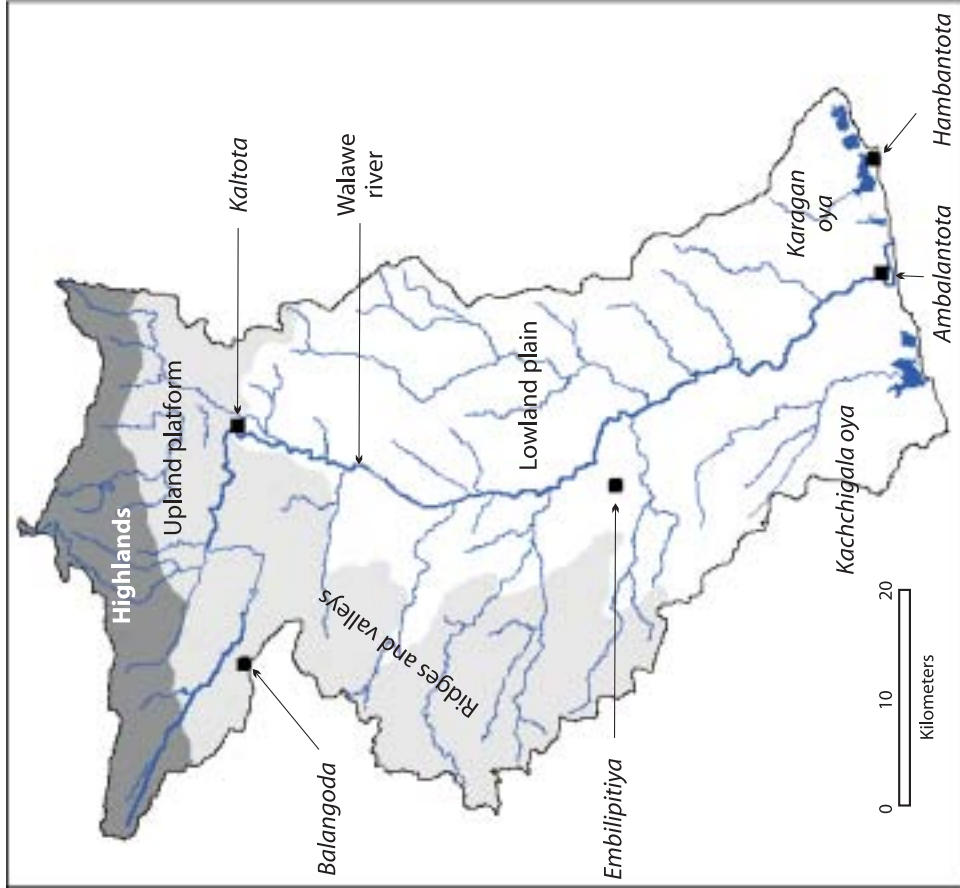 Highlands
Upland platform
Kaltota
Walawe
river
Balangoda
Ridges and valleys
Lowland plain
Embilipitiya
Karagan
oya
Hambantota
Ambalantota
Kachchigala oya
0
10
20
Kilometers